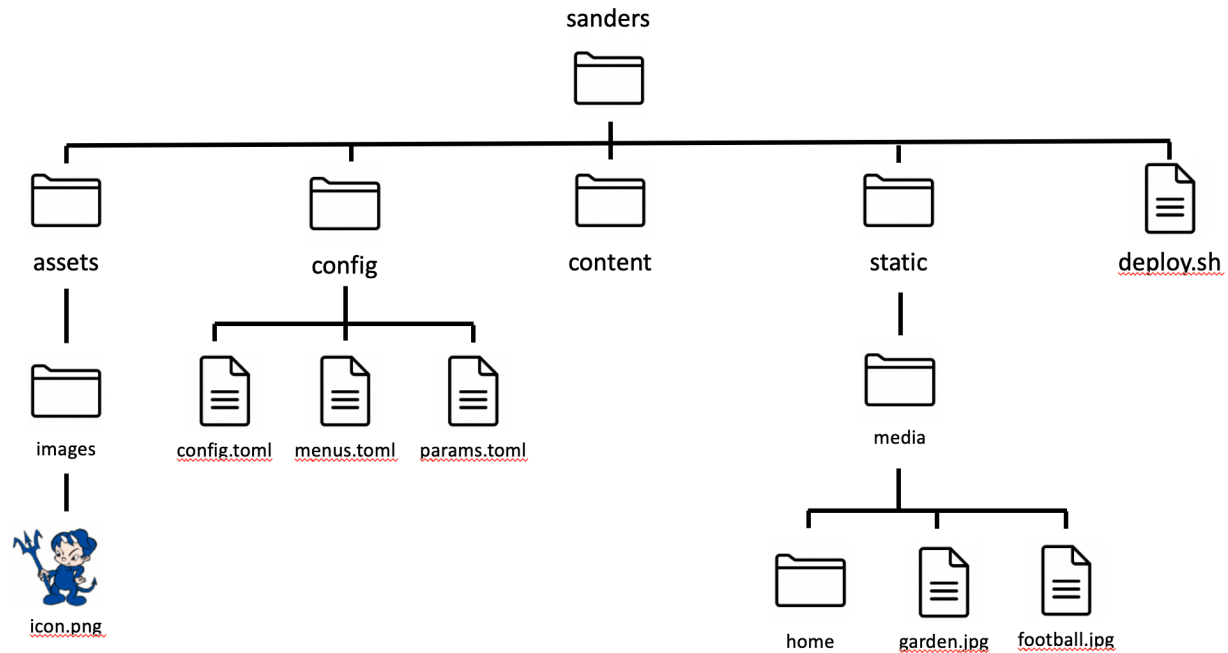 sanders
assets
config
content
static
deploy.sh
images
config.toml
menus.toml
params.toml
media
icon.png
home
garden.jpg
football.jpg